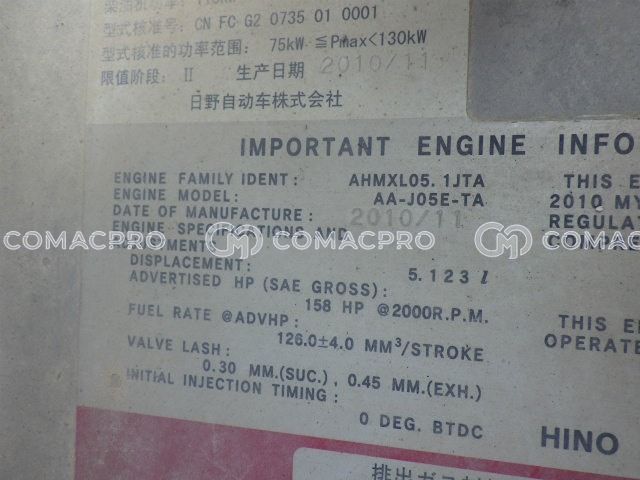 型式核准号: CN FC G2 0735 01 0001
型式核准的功率范围: 75kW ≦Pmax<130kW
限值阶段: II 生产日期 2010/11
日野自动车株式会社
IMPORTANT ENGINE INFO
ENGINE FAMILY IDENT: AHMXL05. 1JTA
ENGINE MODEL: AA-J05E-TA
DATE OF MANUFACTURE: 2010/11
ENGINE SPECIFICATIONS AND
DISPLACEMENT: 5.123 l
ADVERTISED HP (SAE GROSS):
158 HP @2000R.P.M.
FUEL RATE @ADVHP:
126.0±4.0 MM³/STROKE
VALVE LASH:
0.30 MM.(SUC.) , 0.45 MM.(EXH.)
INITIAL INJECTION TIMING:
0 DEG. BTDC
THIS E
2010 MY
REGULA
THIS E
OPERATE
HINO
COMACPRO COMACPRO COMACPRO